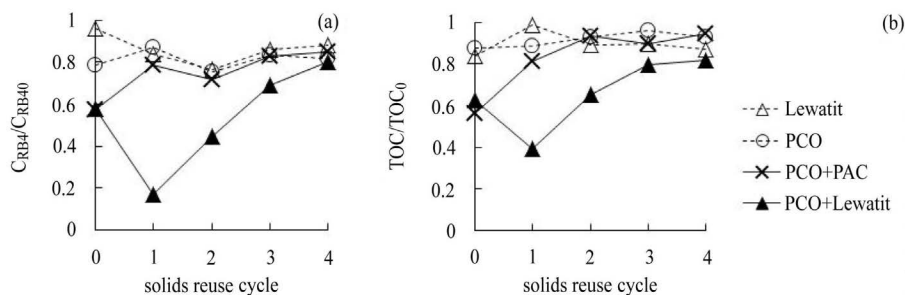 (a)
1
0.8
0.6
0.4
0.2
0
C_RB4/C_RB40
0 1 2 3 4
solids reuse cycle
(b)
1
0.8
0.6
0.4
0.2
0
TOC/TOC₀
0 1 2 3 4
solids reuse cycle
Lewatit
PCO
PCO+PAC
PCO+Lewatit